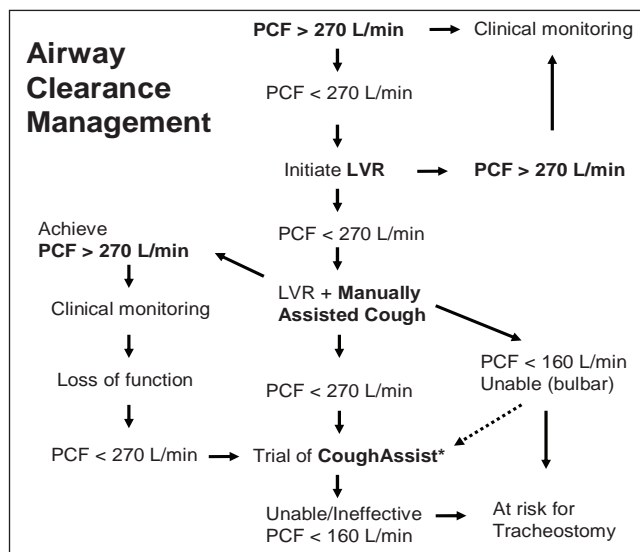 Airway
Clearance
Management
PCF > 270 L/min
Clinical monitoring
PCF < 270 L/min
Initiate LVR
PCF > 270 L/min
PCF < 270 L/min
Achieve
PCF > 270 L/min
LVR + Manually
Assisted Cough
Clinical monitoring
PCF < 160 L/min
Unable (bulbar)
Loss of function
PCF < 270 L/min
PCF < 270 L/min
Trial of CoughAssist*
Unable/Ineffective
PCF < 160 L/min
At risk for
Tracheostomy